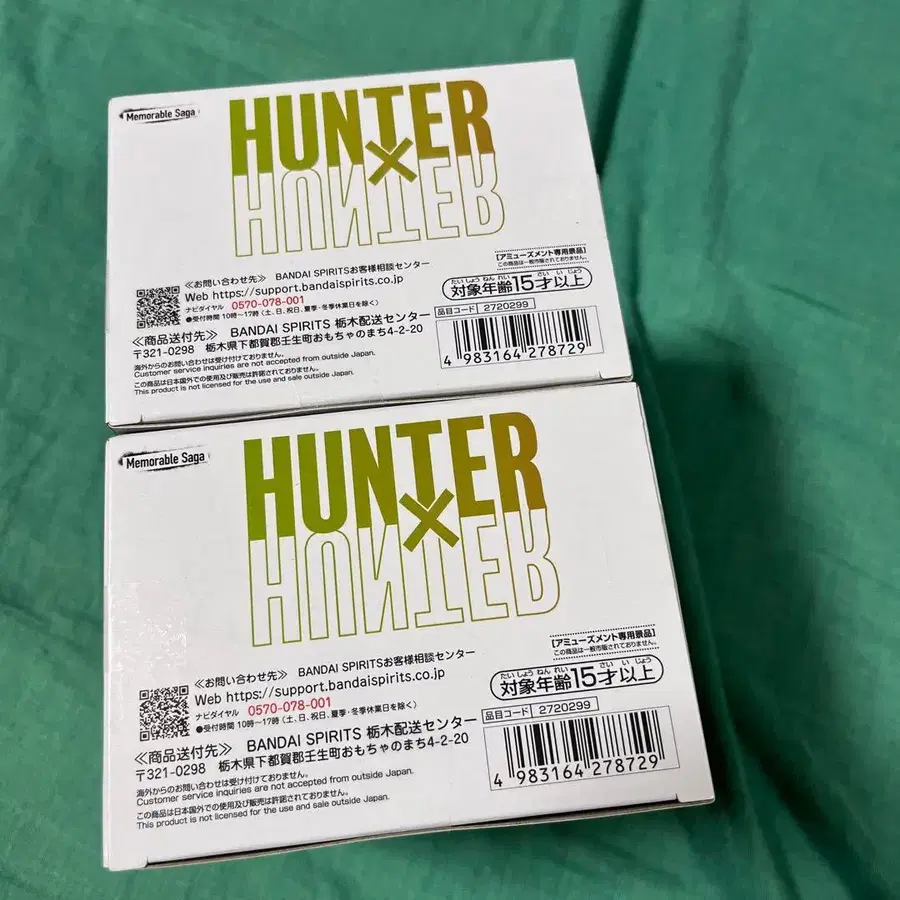 Memorable Saga
HUNTER
×
HUNTER
[アミューズメント専用景品]
この商品は一般市販されておりません。
≪お問い合わせ先≫ BANDAI SPIRITSお客様相談センター
Web https://support.bandaispirits.co.jp
ナビダイヤル 0570-078-001
●受付時間 10時〜17時(土、日、祝日、夏季・冬季休業日を除く)
たいしょうねんれい さいいじょう
対象年齢15才以上
≪商品送付先≫ BANDAI SPIRITS 栃木配送センター
〒321-0298 栃木県下都賀郡壬生町おもちゃのまち4-2-20
品目コード 2720299
海外からのお問い合わせは受け付けておりません。
Customer service inquiries are not accepted from outside Japan.
この商品は日本国外での使用及び販売は許諾されておりません。
This product is not licensed for the use and sale outside Japan.
4 983164 278729
Memorable Saga
HUNTER
×
HUNTER
[アミューズメント専用景品]
この商品は一般市販されておりません。
≪お問い合わせ先≫ BANDAI SPIRITSお客様相談センター
Web https://support.bandaispirits.co.jp
ナビダイヤル 0570-078-001
●受付時間 10時〜17時(土、日、祝日、夏季・冬季休業日を除く)
たいしょうねんれい さいいじょう
対象年齢15才以上
≪商品送付先≫ BANDAI SPIRITS 栃木配送センター
〒321-0298 栃木県下都賀郡壬生町おもちゃのまち4-2-20
品目コード 2720299
海外からのお問い合わせは受け付けておりません。
Customer service inquiries are not accepted from outside Japan.
この商品は日本国外での使用及び販売は許諾されておりません。
This product is not licensed for the use and sale outside Japan.
4 983164 278729